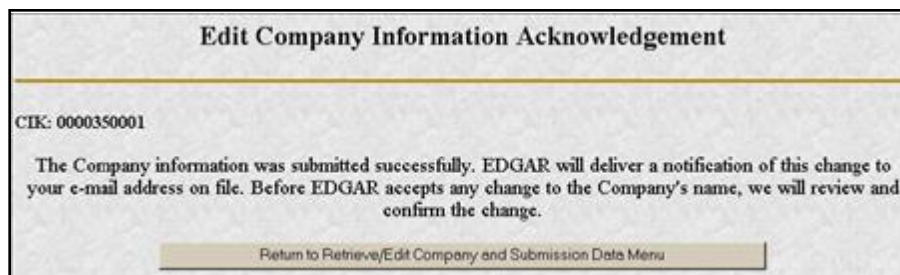 Edit Company Information Acknowledgement
CIK: 0000350001
The Company information was submitted successfully. EDGAR will deliver a notification of this change to
your e-mail address on file. Before EDGAR accepts any change to the Company's name, we will review and
confirm the change.
Return to Retrieve/Edit Company and Submission Data Menu